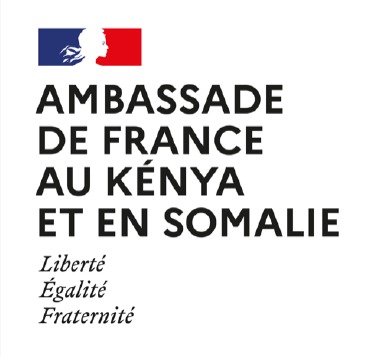 AMBASSADE
DE FRANCE
AU KÉNYA
ET EN SOMALIE
Liberté
Égalité
Fraternité